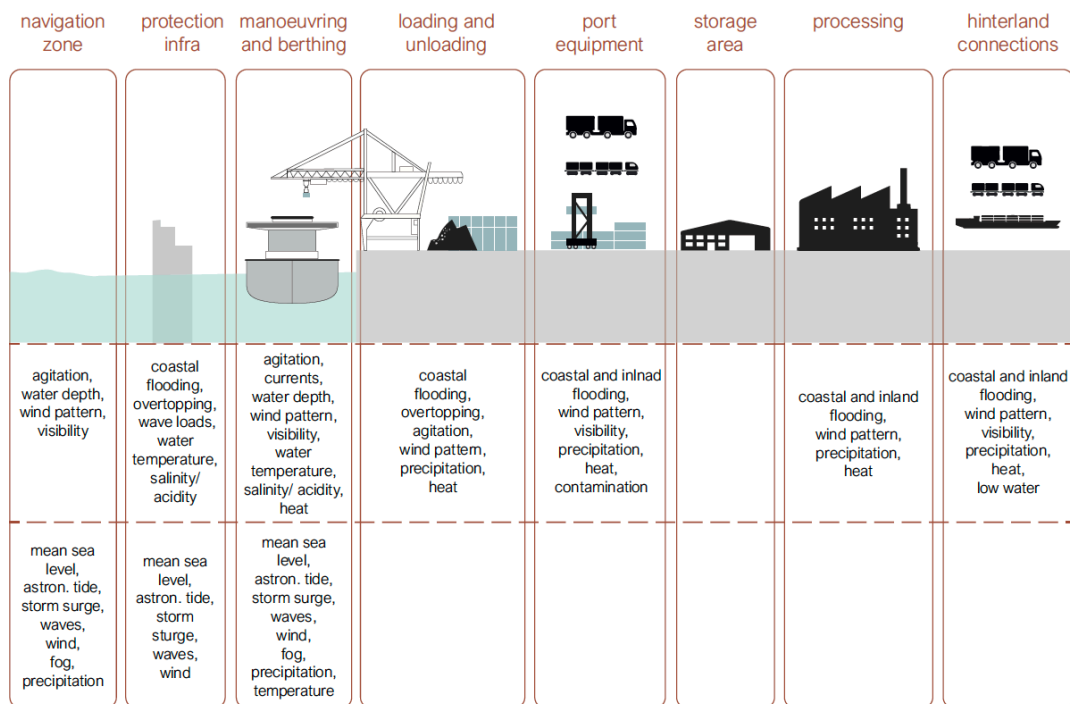 navigation
zone
protection
infra
manoeuvring
and berthing
loading and
unloading
port
equipment
storage
area
processing
hinterland
connections
agitation,
water depth,
wind pattern,
visibility
coastal
flooding,
overtopping,
wave loads,
water
temperature,
salinity/
acidity
agitation,
currents,
water depth,
wind pattern,
visibility,
water
temperature,
salinity/ acidity,
heat
coastal
flooding,
overtopping,
agitation,
wind pattern,
precipitation,
heat
coastal and inlnad
flooding,
wind pattern,
visibility,
precipitation,
heat,
contamination
coastal and inland
flooding,
wind pattern,
precipitation,
heat
coastal and inland
flooding,
wind pattern,
visibility,
precipitation,
heat,
low water
mean sea
level,
astron. tide,
storm surge,
waves,
wind,
fog,
precipitation
mean sea
level,
astron. tide,
storm
sturge,
waves,
wind
mean sea
level,
astron. tide,
storm surge,
waves,
wind,
fog,
precipitation,
temperature